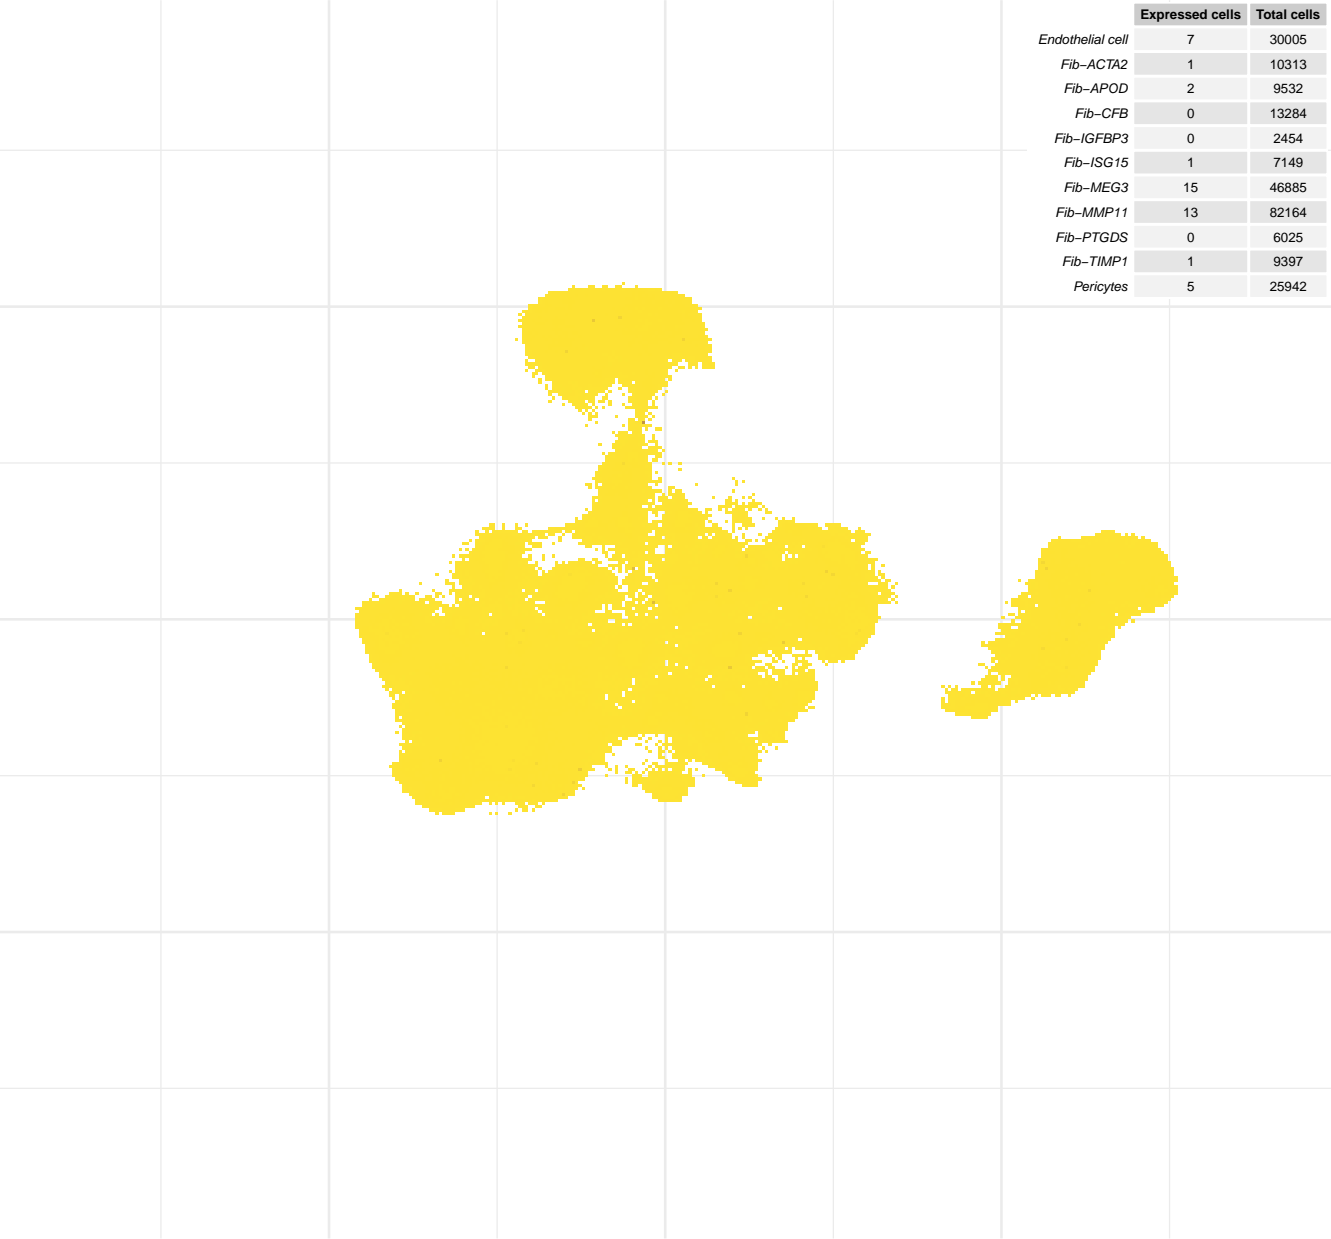 Expressed cells Total cells
Endothelial cell 7 30005
Fib−ACTA2 1 10313
Fib−APOD 2 9532
Fib−CFB 0 13284
Fib−IGFBP3 0 2454
Fib−ISG15 1 7149
Fib−MEG3 15 46885
Fib−MMP11 13 82164
Fib−PTGDS 0 6025
Fib−TIMP1 1 9397
Pericytes 5 25942